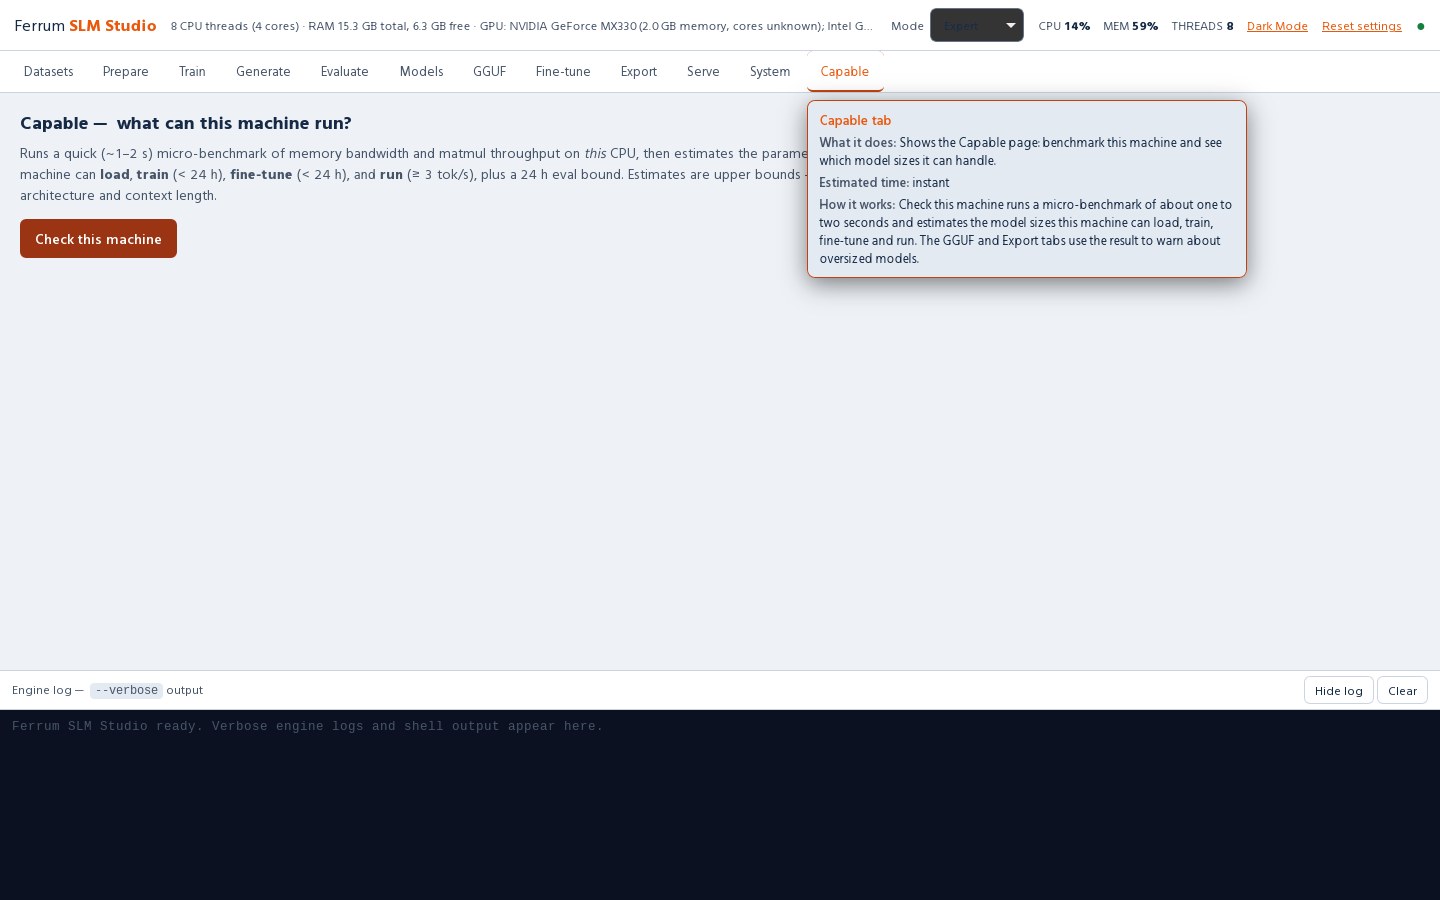 Ferrum SLM Studio 8 CPU threads (4 cores) · RAM 15.3 GB total, 6.3 GB free · GPU: NVIDIA GeForce MX330 (2.0 GB memory, cores unknown); Intel G... Mode Expert CPU 14% MEM 59% THREADS 8 Dark Mode Reset settings
Datasets Prepare Train Generate Evaluate Models GGUF Fine-tune Export Serve System Capable
Capable — what can this machine run?
Runs a quick (~1–2 s) micro-benchmark of memory bandwidth and matmul throughput on this CPU, then estimates the parame
machine can load, train (< 24 h), fine-tune (< 24 h), and run (≥ 3 tok/s), plus a 24 h eval bound. Estimates are upper bounds -
architecture and context length.
Check this machine
Capable tab
What it does: Shows the Capable page: benchmark this machine and see
which model sizes it can handle.
Estimated time: instant
How it works: Check this machine runs a micro-benchmark of about one to
two seconds and estimates the model sizes this machine can load, train,
fine-tune and run. The GGUF and Export tabs use the result to warn about
oversized models.
Engine log — --verbose output Hide log Clear
Ferrum SLM Studio ready. Verbose engine logs and shell output appear here.